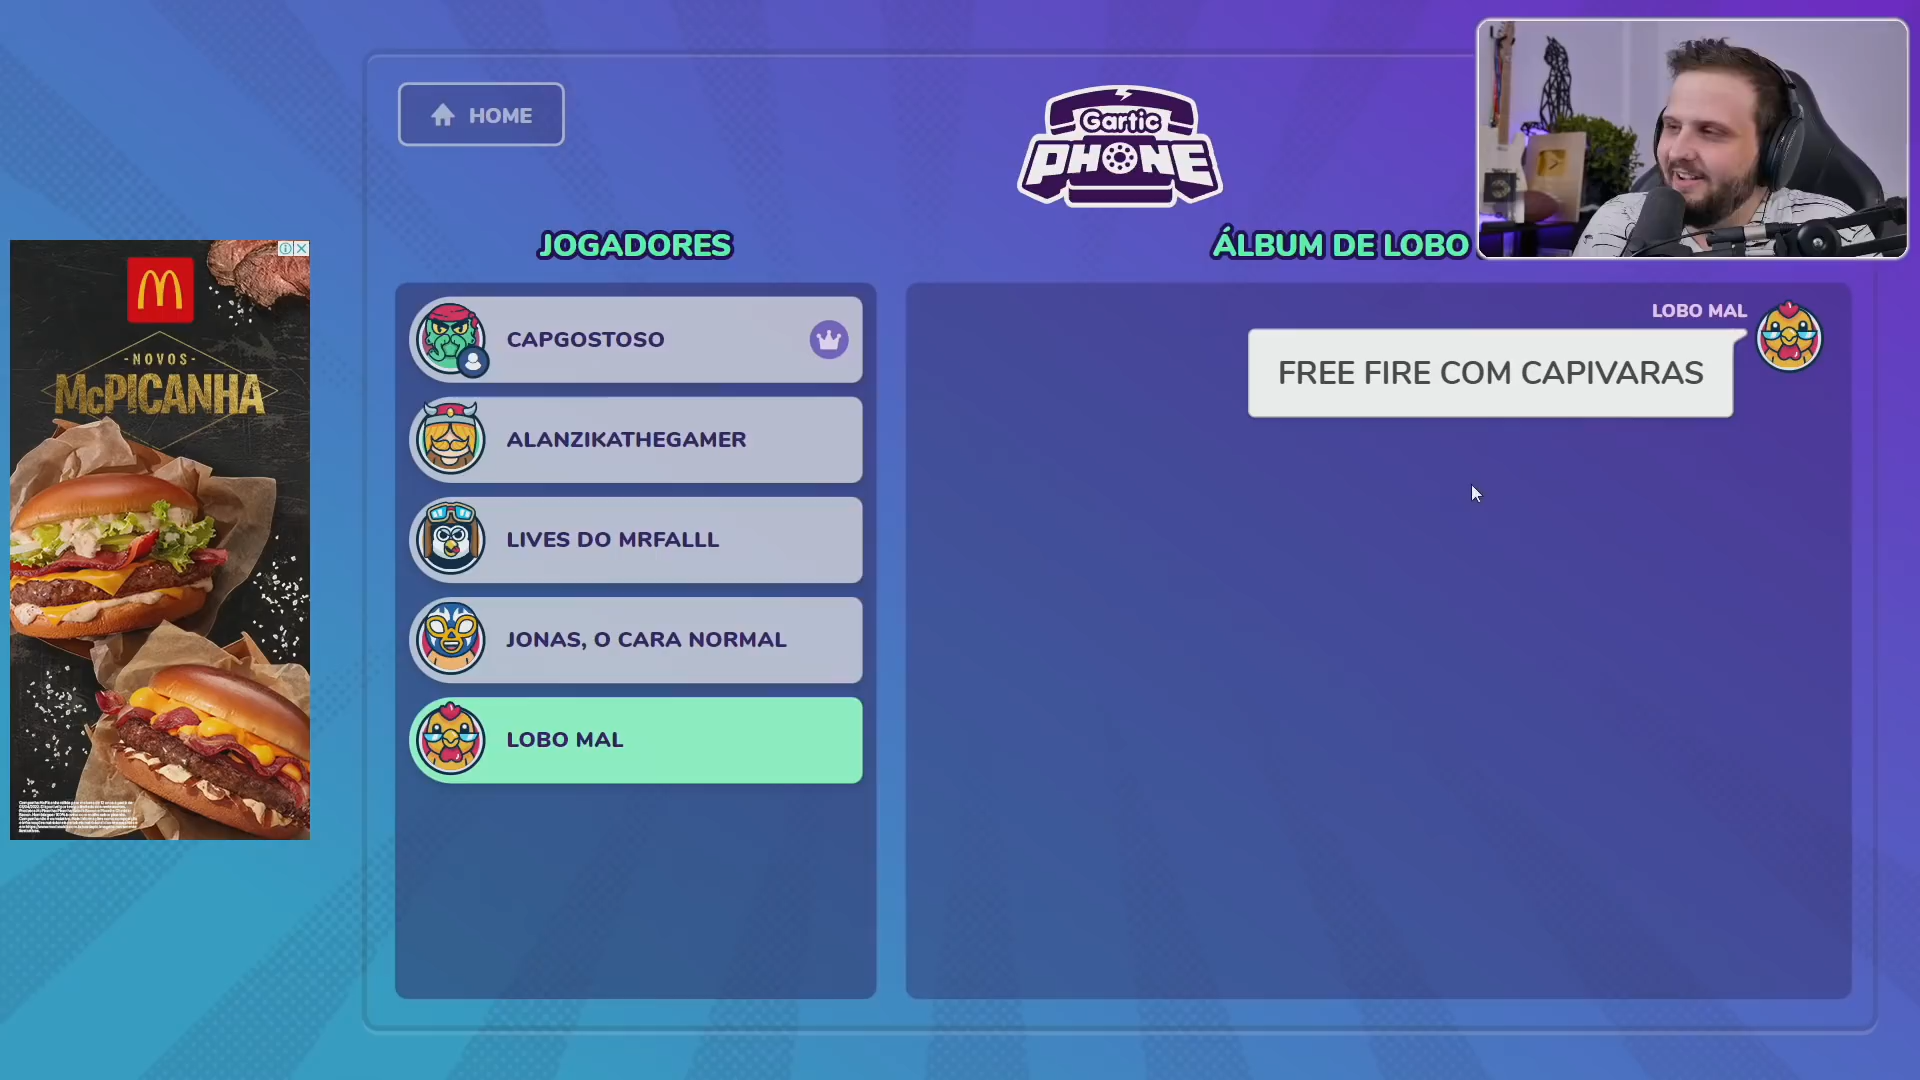 HOME
Gartic
PHONE
JOGADORES
ÁLBUM DE LOBO
-NOVOS-
McPICANHA
CAPGOSTOSO
ALANZIKATHEGAMER
LIVES DO MRFALLL
JONAS, O CARA NORMAL
LOBO MAL
LOBO MAL
FREE FIRE COM CAPIVARAS